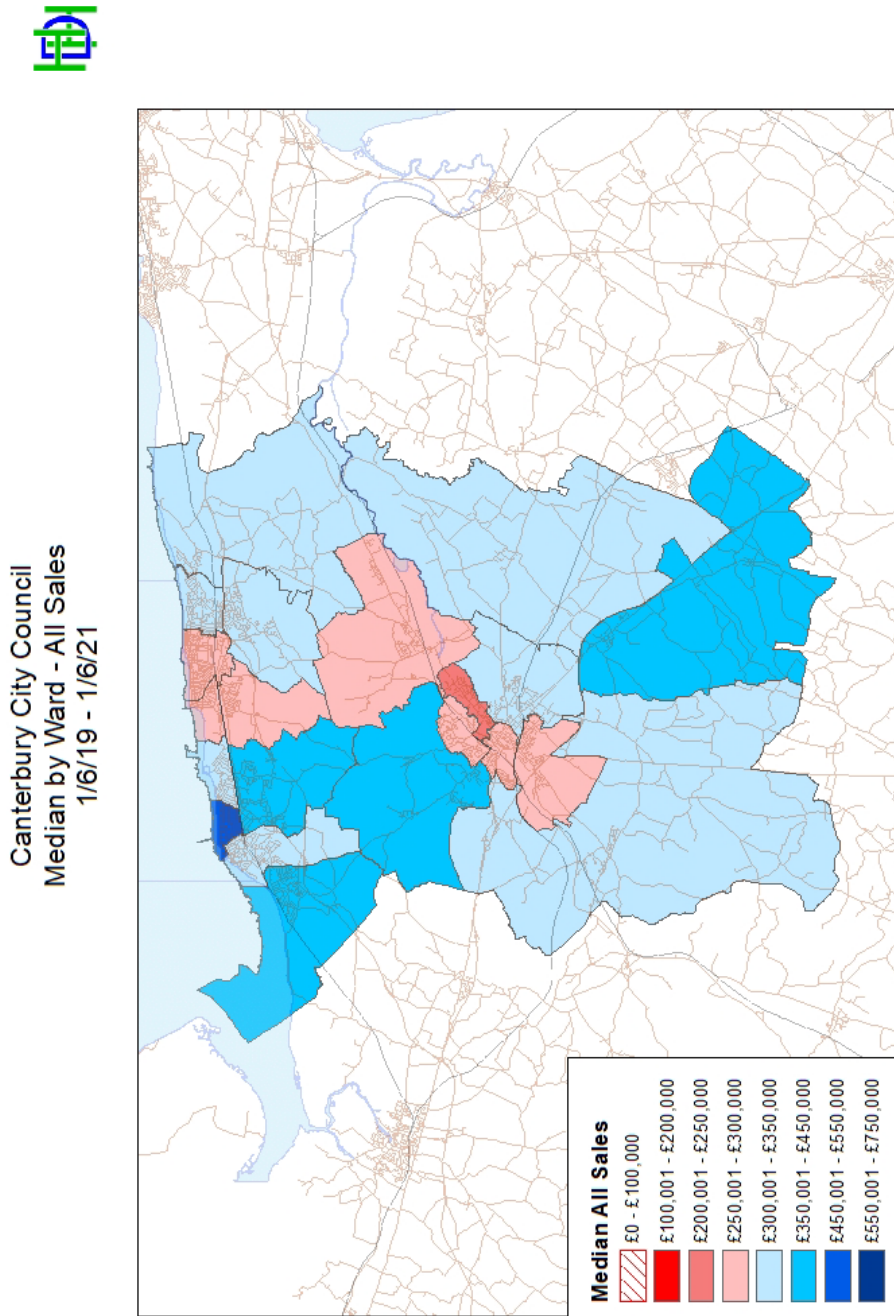 Canterbury City Council
Median by Ward - All Sales
1/6/19 - 1/6/21
Median All Sales
£0 - £100,000
£100,001 - £200,000
£200,001 - £250,000
£250,001 - £300,000
£300,001 - £350,000
£350,001 - £450,000
£450,001 - £550,000
£550,001 - £750,000